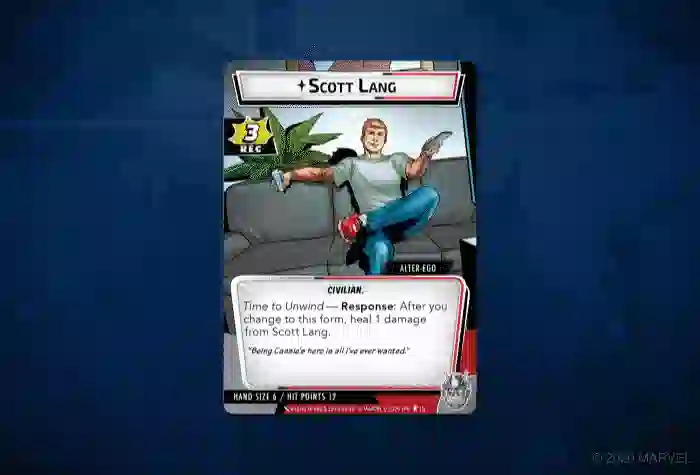 SCOTT LANG
3
REC
ALTER-EGO
CIVILIAN.
Time to Unwind — Response: After you
change to this form, heal 1 damage
from Scott Lang.
"Being Cassie's hero is all I've ever wanted."
HAND SIZE 6 / HIT POINTS 12
© 2020 MARVEL